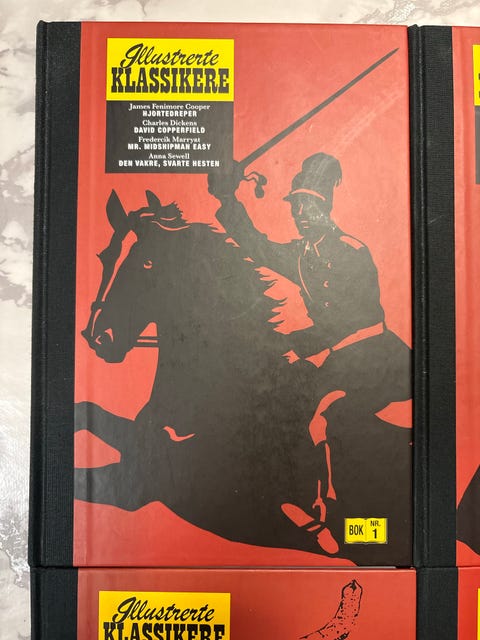 Illustrerte
KLASSIKERE
James Fenimore Cooper
HJORTEDREPER
Charles Dickens
DAVID COPPERFIELD
Fredercik Marryat
MR. MIDSHIPMAN EASY
Anna Sewell
DEN VAKRE, SVARTE HESTEN
BOK
NR.
1
Illustrerte
KLASSIKERE